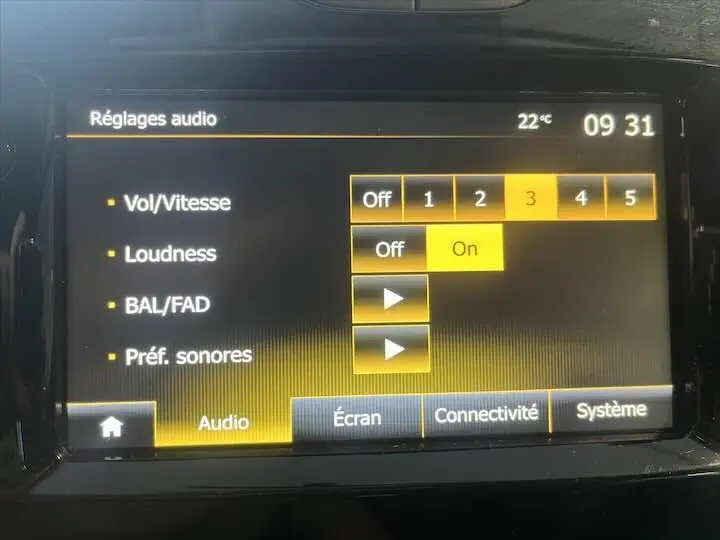 Réglages audio 22°C 09 31
Vol/Vitesse Off 1 2 3 4 5
Loudness Off On
BAL/FAD
Préf. sonores
Audio Écran Connectivité Système